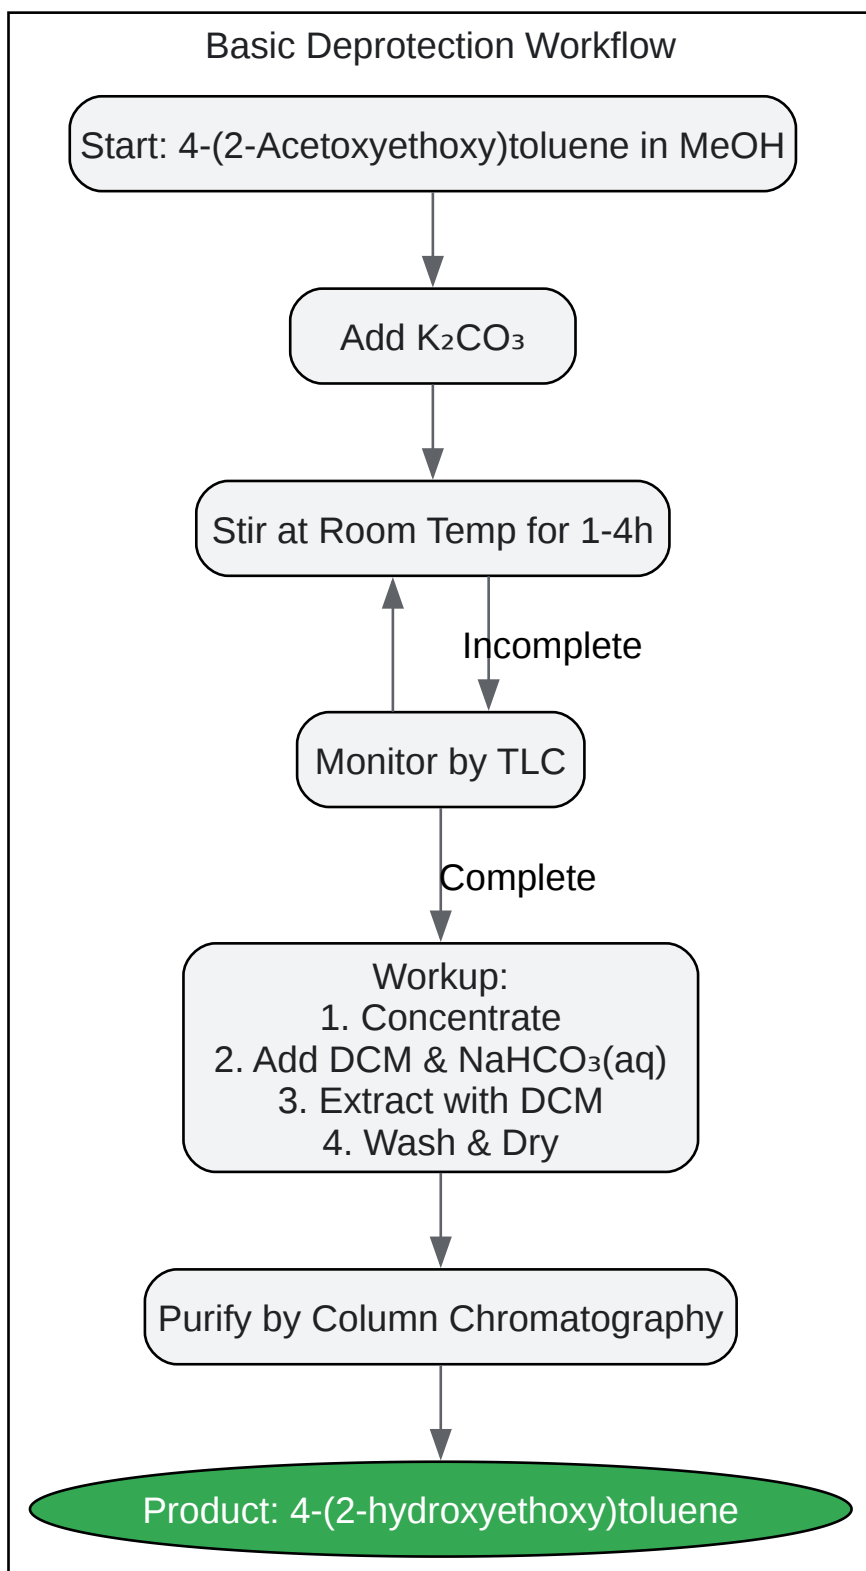 Basic Deprotection Workflow
Start: 4-(2-Acetoxyethoxy)toluene in MeOH
Add K₂CO₃
Stir at Room Temp for 1-4h
Incomplete
Monitor by TLC
Complete
Workup:
1. Concentrate
2. Add DCM & NaHCO₃(aq)
3. Extract with DCM
4. Wash & Dry
Purify by Column Chromatography
Product: 4-(2-hydroxyethoxy)toluene